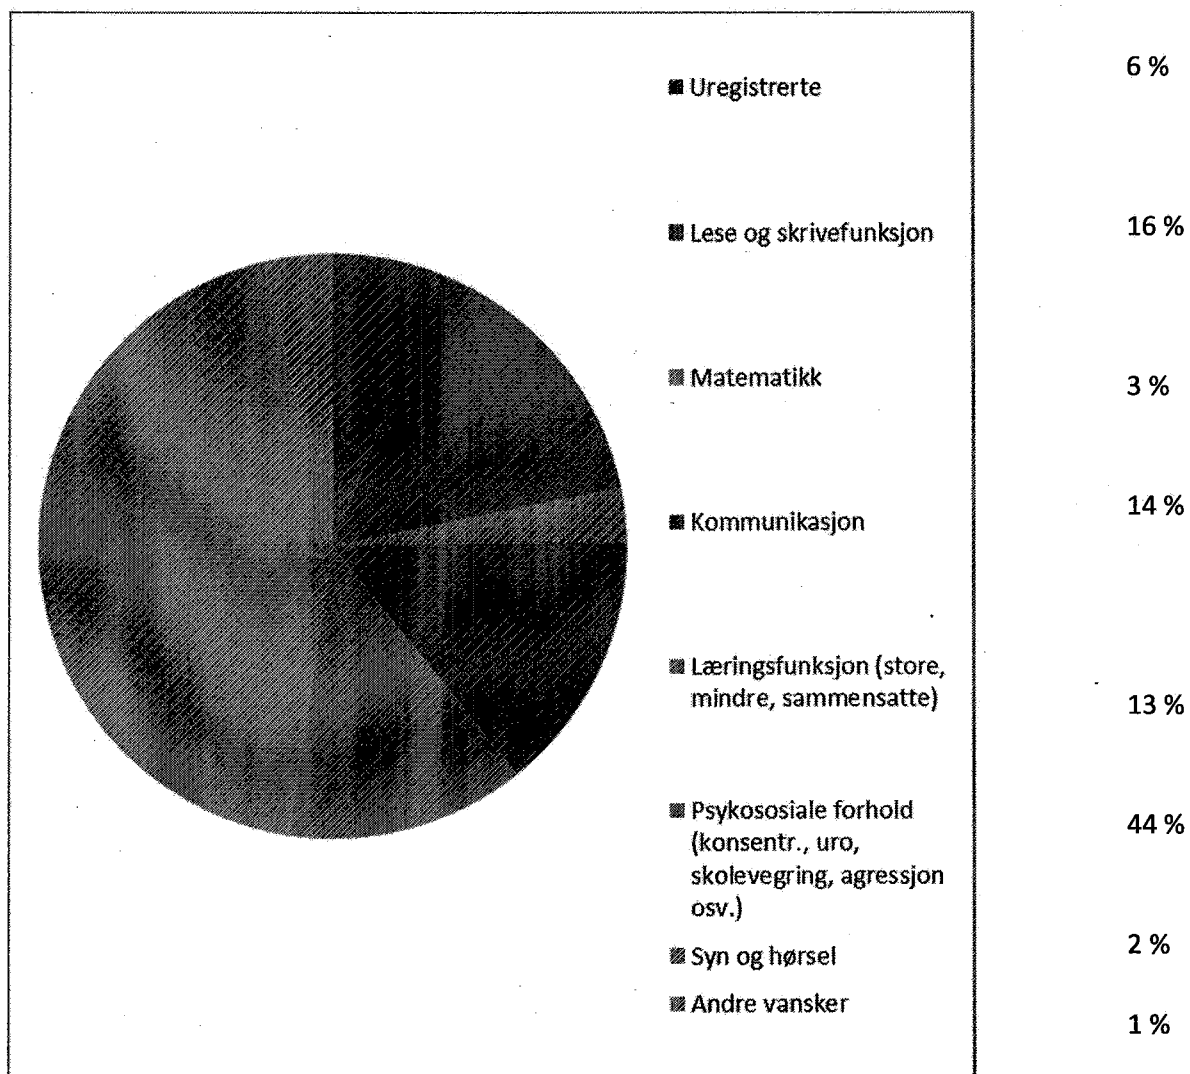 Uregistrerte
6 %
Lese og skrivefunksjon
16 %
Matematikk
3 %
Kommunikasjon
14 %
Læringsfunksjon (store,
mindre, sammensatte)
13 %
Psykososiale forhold
(konsentr., uro,
skolevegring, agressjon
osv.)
44 %
Syn og hørsel
2 %
Andre vansker
1 %